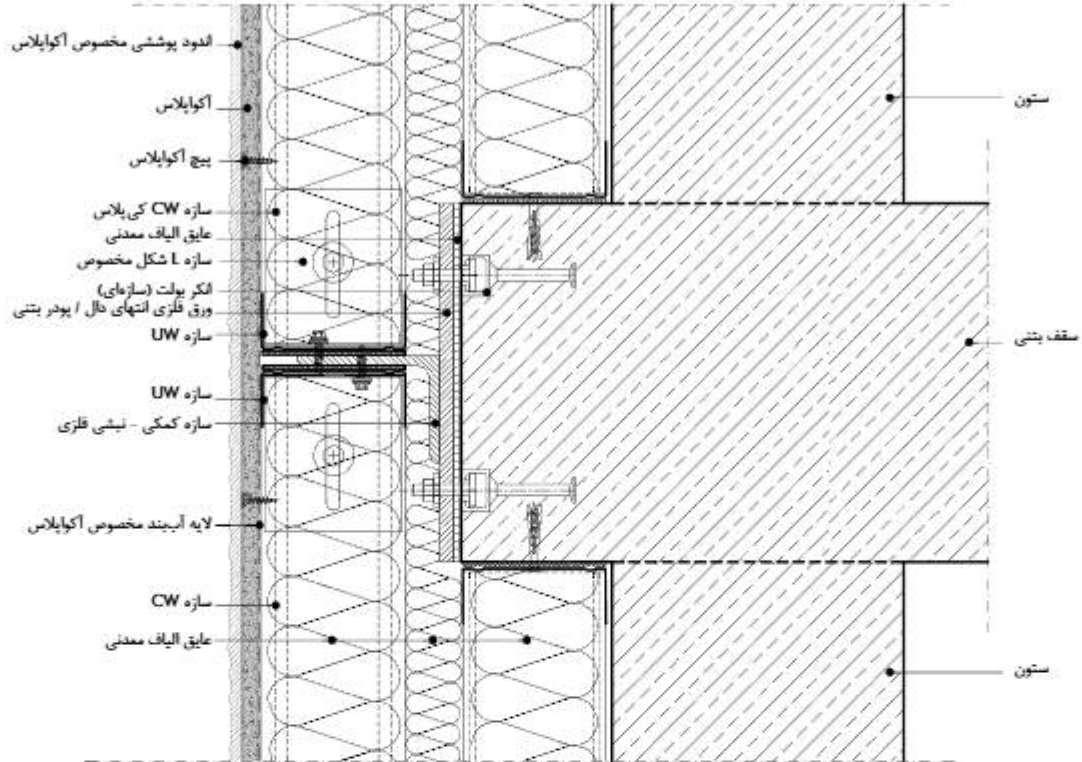 اندود پوششی مخصوص آکواپلاس
آکواپلاس
پیچ آکواپلاس
سازه CW کی‌پلاس
عایق الیاف معدنی
سازه L شکل مخصوص
انکر بولت (سازه‌ای)
ورق فلزی انتهای دال / پودر بتنی
سازه UW
سازه UW
سازه کمکی - نبشی فلزی
لایه آب‌بند مخصوص آکواپلاس
سازه CW
عایق الیاف معدنی
ستون
سقف بتنی
ستون